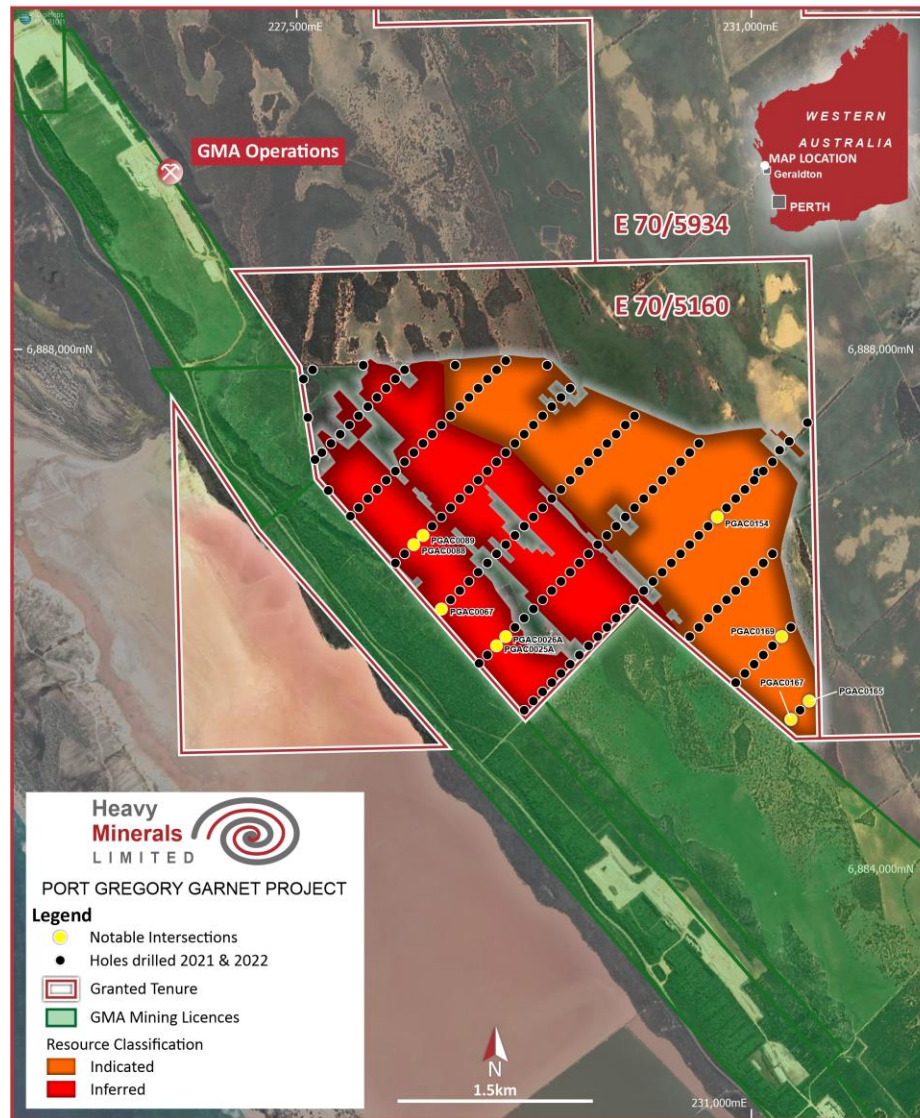 227,500mE
231,000mE
WESTERN
AUSTRALIA
MAP LOCATION
Geraldton
PERTH
GMA Operations
E 70/5934
E 70/5160
6,888,000mN
6,888,000mN
PGAC0154
PGAC0089
PGAC0088
PGAC0067
PGAC0026A
PGAC0025A
PGAC0169
PGAC0167
PGAC0165
6,884,000mN
Heavy
Minerals
LIMITED
PORT GREGORY GARNET PROJECT
Legend
Notable Intersections
Holes drilled 2021 & 2022
Granted Tenure
GMA Mining Licences
Resource Classification
Indicated
Inferred
N
1.5km
231,000mE